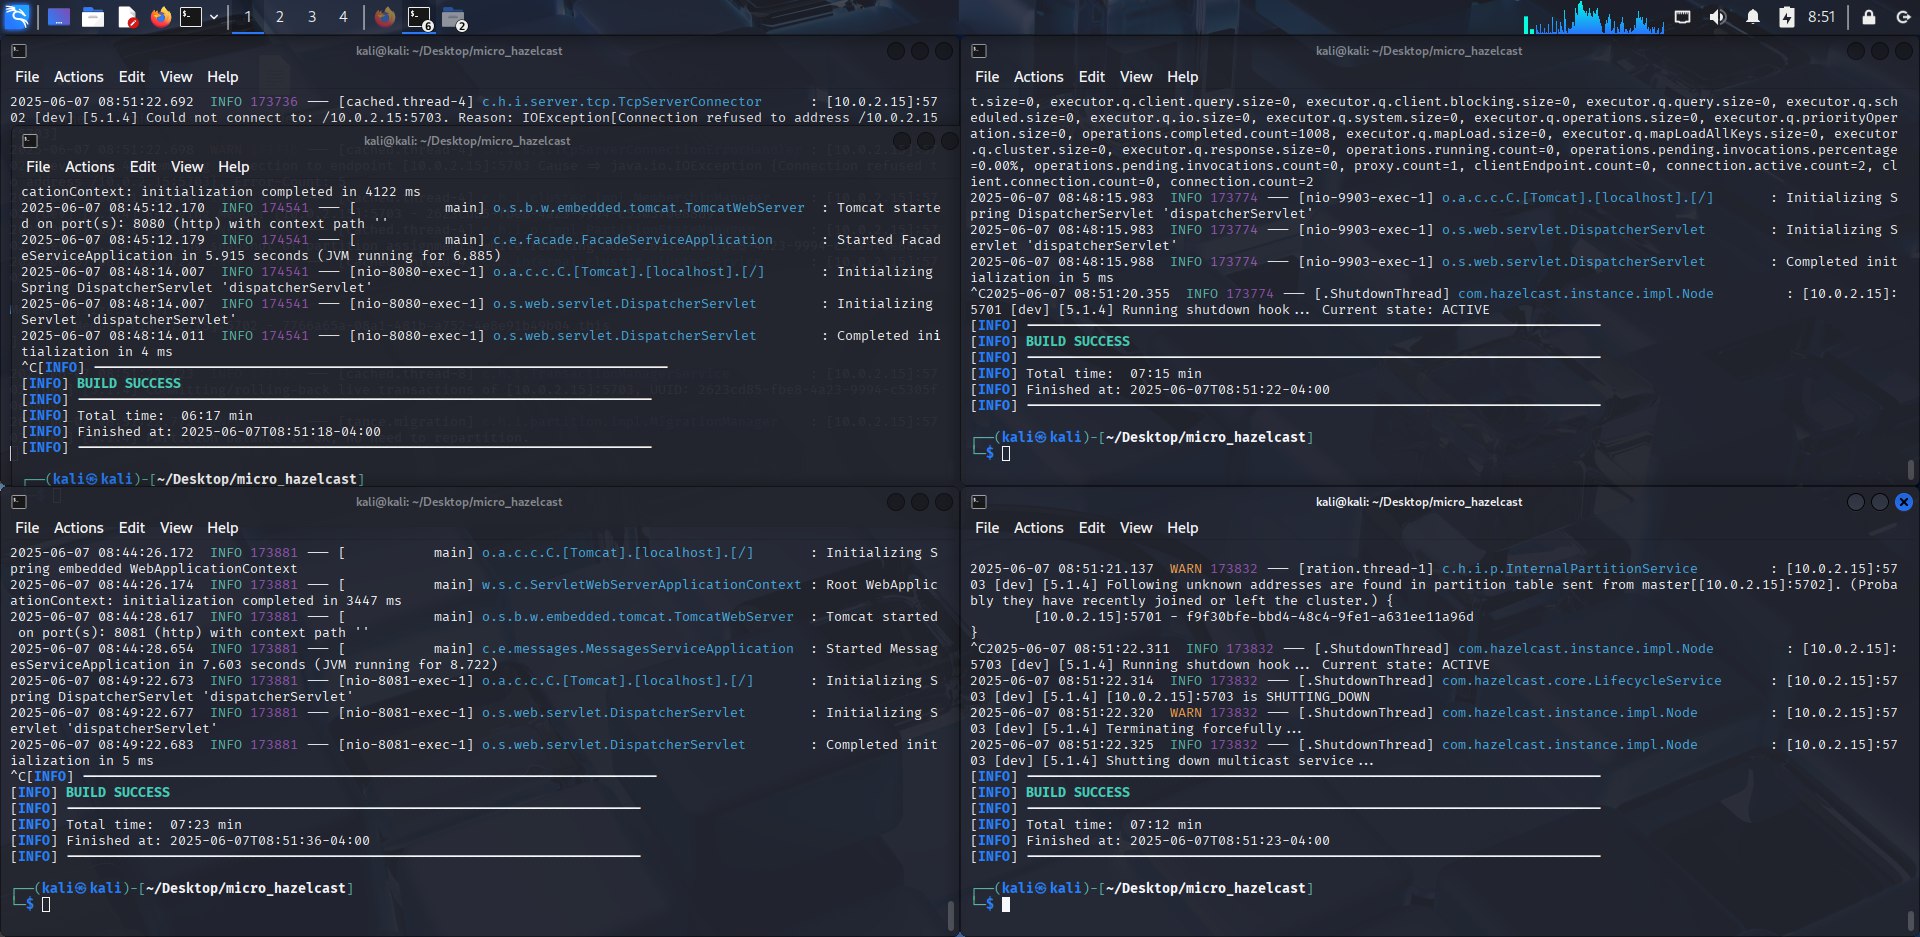 1 2 3 4
6
2
8:51
kali@kali: ~/Desktop/micro_hazelcast
File Actions Edit View Help
2025-06-07 08:51:22.692  INFO 173736 --- [cached.thread-4] c.h.i.server.tcp.TcpServerConnector      : [10.0.2.15]:57
02 [dev] [5.1.4] Could not connect to: /10.0.2.15:5703. Reason: IOException[Connection refused to address /10.0.2.15
kali@kali: ~/Desktop/micro_hazelcast
File Actions Edit View Help
cationContext: initialization completed in 4122 ms
2025-06-07 08:45:12.170  INFO 174541 --- [           main] o.s.b.w.embedded.tomcat.TomcatWebServer  : Tomcat starte
d on port(s): 8080 (http) with context path ''
2025-06-07 08:45:12.179  INFO 174541 --- [           main] c.e.facade.FacadeServiceApplication      : Started Facad
eServiceApplication in 5.915 seconds (JVM running for 6.885)
2025-06-07 08:48:14.007  INFO 174541 --- [nio-8080-exec-1] o.a.c.c.C.[Tomcat].[localhost].[/]       : Initializing
Spring DispatcherServlet 'dispatcherServlet'
2025-06-07 08:48:14.007  INFO 174541 --- [nio-8080-exec-1] o.s.web.servlet.DispatcherServlet        : Initializing
Servlet 'dispatcherServlet'
2025-06-07 08:48:14.011  INFO 174541 --- [nio-8080-exec-1] o.s.web.servlet.DispatcherServlet        : Completed ini
tialization in 4 ms
^C[INFO] ------------------------------------------------------------------------
[INFO] BUILD SUCCESS
[INFO] ------------------------------------------------------------------------
[INFO] Total time:  06:17 min
[INFO] Finished at: 2025-06-07T08:51:18-04:00
[INFO] ------------------------------------------------------------------------
┌──(kali㉿kali)-[~/Desktop/micro_hazelcast]
kali@kali: ~/Desktop/micro_hazelcast
File Actions Edit View Help
t.size=0, executor.q.client.query.size=0, executor.q.client.blocking.size=0, executor.q.query.size=0, executor.q.sch
eduled.size=0, executor.q.io.size=0, executor.q.system.size=0, executor.q.operations.size=0, executor.q.priorityOper
ation.size=0, operations.completed.count=1008, executor.q.mapLoad.size=0, executor.q.mapLoadAllKeys.size=0, executor
.q.cluster.size=0, executor.q.response.size=0, operations.running.count=0, operations.pending.invocations.percentage
=0.00%, operations.pending.invocations.count=0, proxy.count=1, clientEndpoint.count=0, connection.active.count=2, cl
ient.connection.count=0, connection.count=2
2025-06-07 08:48:15.983  INFO 173774 --- [nio-9903-exec-1] o.a.c.c.C.[Tomcat].[localhost].[/]       : Initializing S
pring DispatcherServlet 'dispatcherServlet'
2025-06-07 08:48:15.983  INFO 173774 --- [nio-9903-exec-1] o.s.web.servlet.DispatcherServlet        : Initializing S
ervlet 'dispatcherServlet'
2025-06-07 08:48:15.988  INFO 173774 --- [nio-9903-exec-1] o.s.web.servlet.DispatcherServlet        : Completed init
ialization in 5 ms
^C2025-06-07 08:51:20.355  INFO 173774 --- [.ShutdownThread] com.hazelcast.instance.impl.Node         : [10.0.2.15]:
5701 [dev] [5.1.4] Running shutdown hook... Current state: ACTIVE
[INFO] ------------------------------------------------------------------------
[INFO] BUILD SUCCESS
[INFO] ------------------------------------------------------------------------
[INFO] Total time:  07:15 min
[INFO] Finished at: 2025-06-07T08:51:22-04:00
[INFO] ------------------------------------------------------------------------
┌──(kali㉿kali)-[~/Desktop/micro_hazelcast]
└─$
kali@kali: ~/Desktop/micro_hazelcast
File Actions Edit View Help
2025-06-07 08:44:26.172  INFO 173881 --- [           main] o.a.c.c.C.[Tomcat].[localhost].[/]       : Initializing S
pring embedded WebApplicationContext
2025-06-07 08:44:26.174  INFO 173881 --- [           main] w.s.c.ServletWebServerApplicationContext : Root WebApplic
ationContext: initialization completed in 3447 ms
2025-06-07 08:44:28.617  INFO 173881 --- [           main] o.s.b.w.embedded.tomcat.TomcatWebServer  : Tomcat started
 on port(s): 8081 (http) with context path ''
2025-06-07 08:44:28.654  INFO 173881 --- [           main] c.e.messages.MessagesServiceApplication  : Started Messag
esServiceApplication in 7.603 seconds (JVM running for 8.722)
2025-06-07 08:49:22.673  INFO 173881 --- [nio-8081-exec-1] o.a.c.c.C.[Tomcat].[localhost].[/]       : Initializing S
pring DispatcherServlet 'dispatcherServlet'
2025-06-07 08:49:22.677  INFO 173881 --- [nio-8081-exec-1] o.s.web.servlet.DispatcherServlet        : Initializing S
ervlet 'dispatcherServlet'
2025-06-07 08:49:22.683  INFO 173881 --- [nio-8081-exec-1] o.s.web.servlet.DispatcherServlet        : Completed init
ialization in 5 ms
^C[INFO] ------------------------------------------------------------------------
[INFO] BUILD SUCCESS
[INFO] ------------------------------------------------------------------------
[INFO] Total time:  07:23 min
[INFO] Finished at: 2025-06-07T08:51:36-04:00
[INFO] ------------------------------------------------------------------------
┌──(kali㉿kali)-[~/Desktop/micro_hazelcast]
└─$
kali@kali: ~/Desktop/micro_hazelcast
File Actions Edit View Help
2025-06-07 08:51:21.137  WARN 173832 --- [ration.thread-1] c.h.i.p.InternalPartitionService         : [10.0.2.15]:57
03 [dev] [5.1.4] Following unknown addresses are found in partition table sent from master[[10.0.2.15]:5702]. (Proba
bly they have recently joined or left the cluster.) {
        [10.0.2.15]:5701 - f9f30bfe-bbd4-48c4-9fe1-a631ee11a96d
}
^C2025-06-07 08:51:22.311  INFO 173832 --- [.ShutdownThread] com.hazelcast.instance.impl.Node         : [10.0.2.15]:
5703 [dev] [5.1.4] Running shutdown hook... Current state: ACTIVE
2025-06-07 08:51:22.314  INFO 173832 --- [.ShutdownThread] com.hazelcast.core.LifecycleService      : [10.0.2.15]:57
03 [dev] [5.1.4] [10.0.2.15]:5703 is SHUTTING_DOWN
2025-06-07 08:51:22.320  WARN 173832 --- [.ShutdownThread] com.hazelcast.instance.impl.Node         : [10.0.2.15]:57
03 [dev] [5.1.4] Terminating forcefully...
2025-06-07 08:51:22.325  INFO 173832 --- [.ShutdownThread] com.hazelcast.instance.impl.Node         : [10.0.2.15]:57
03 [dev] [5.1.4] Shutting down multicast service...
[INFO] ------------------------------------------------------------------------
[INFO] BUILD SUCCESS
[INFO] ------------------------------------------------------------------------
[INFO] Total time:  07:12 min
[INFO] Finished at: 2025-06-07T08:51:23-04:00
[INFO] ------------------------------------------------------------------------
┌──(kali㉿kali)-[~/Desktop/micro_hazelcast]
└─$